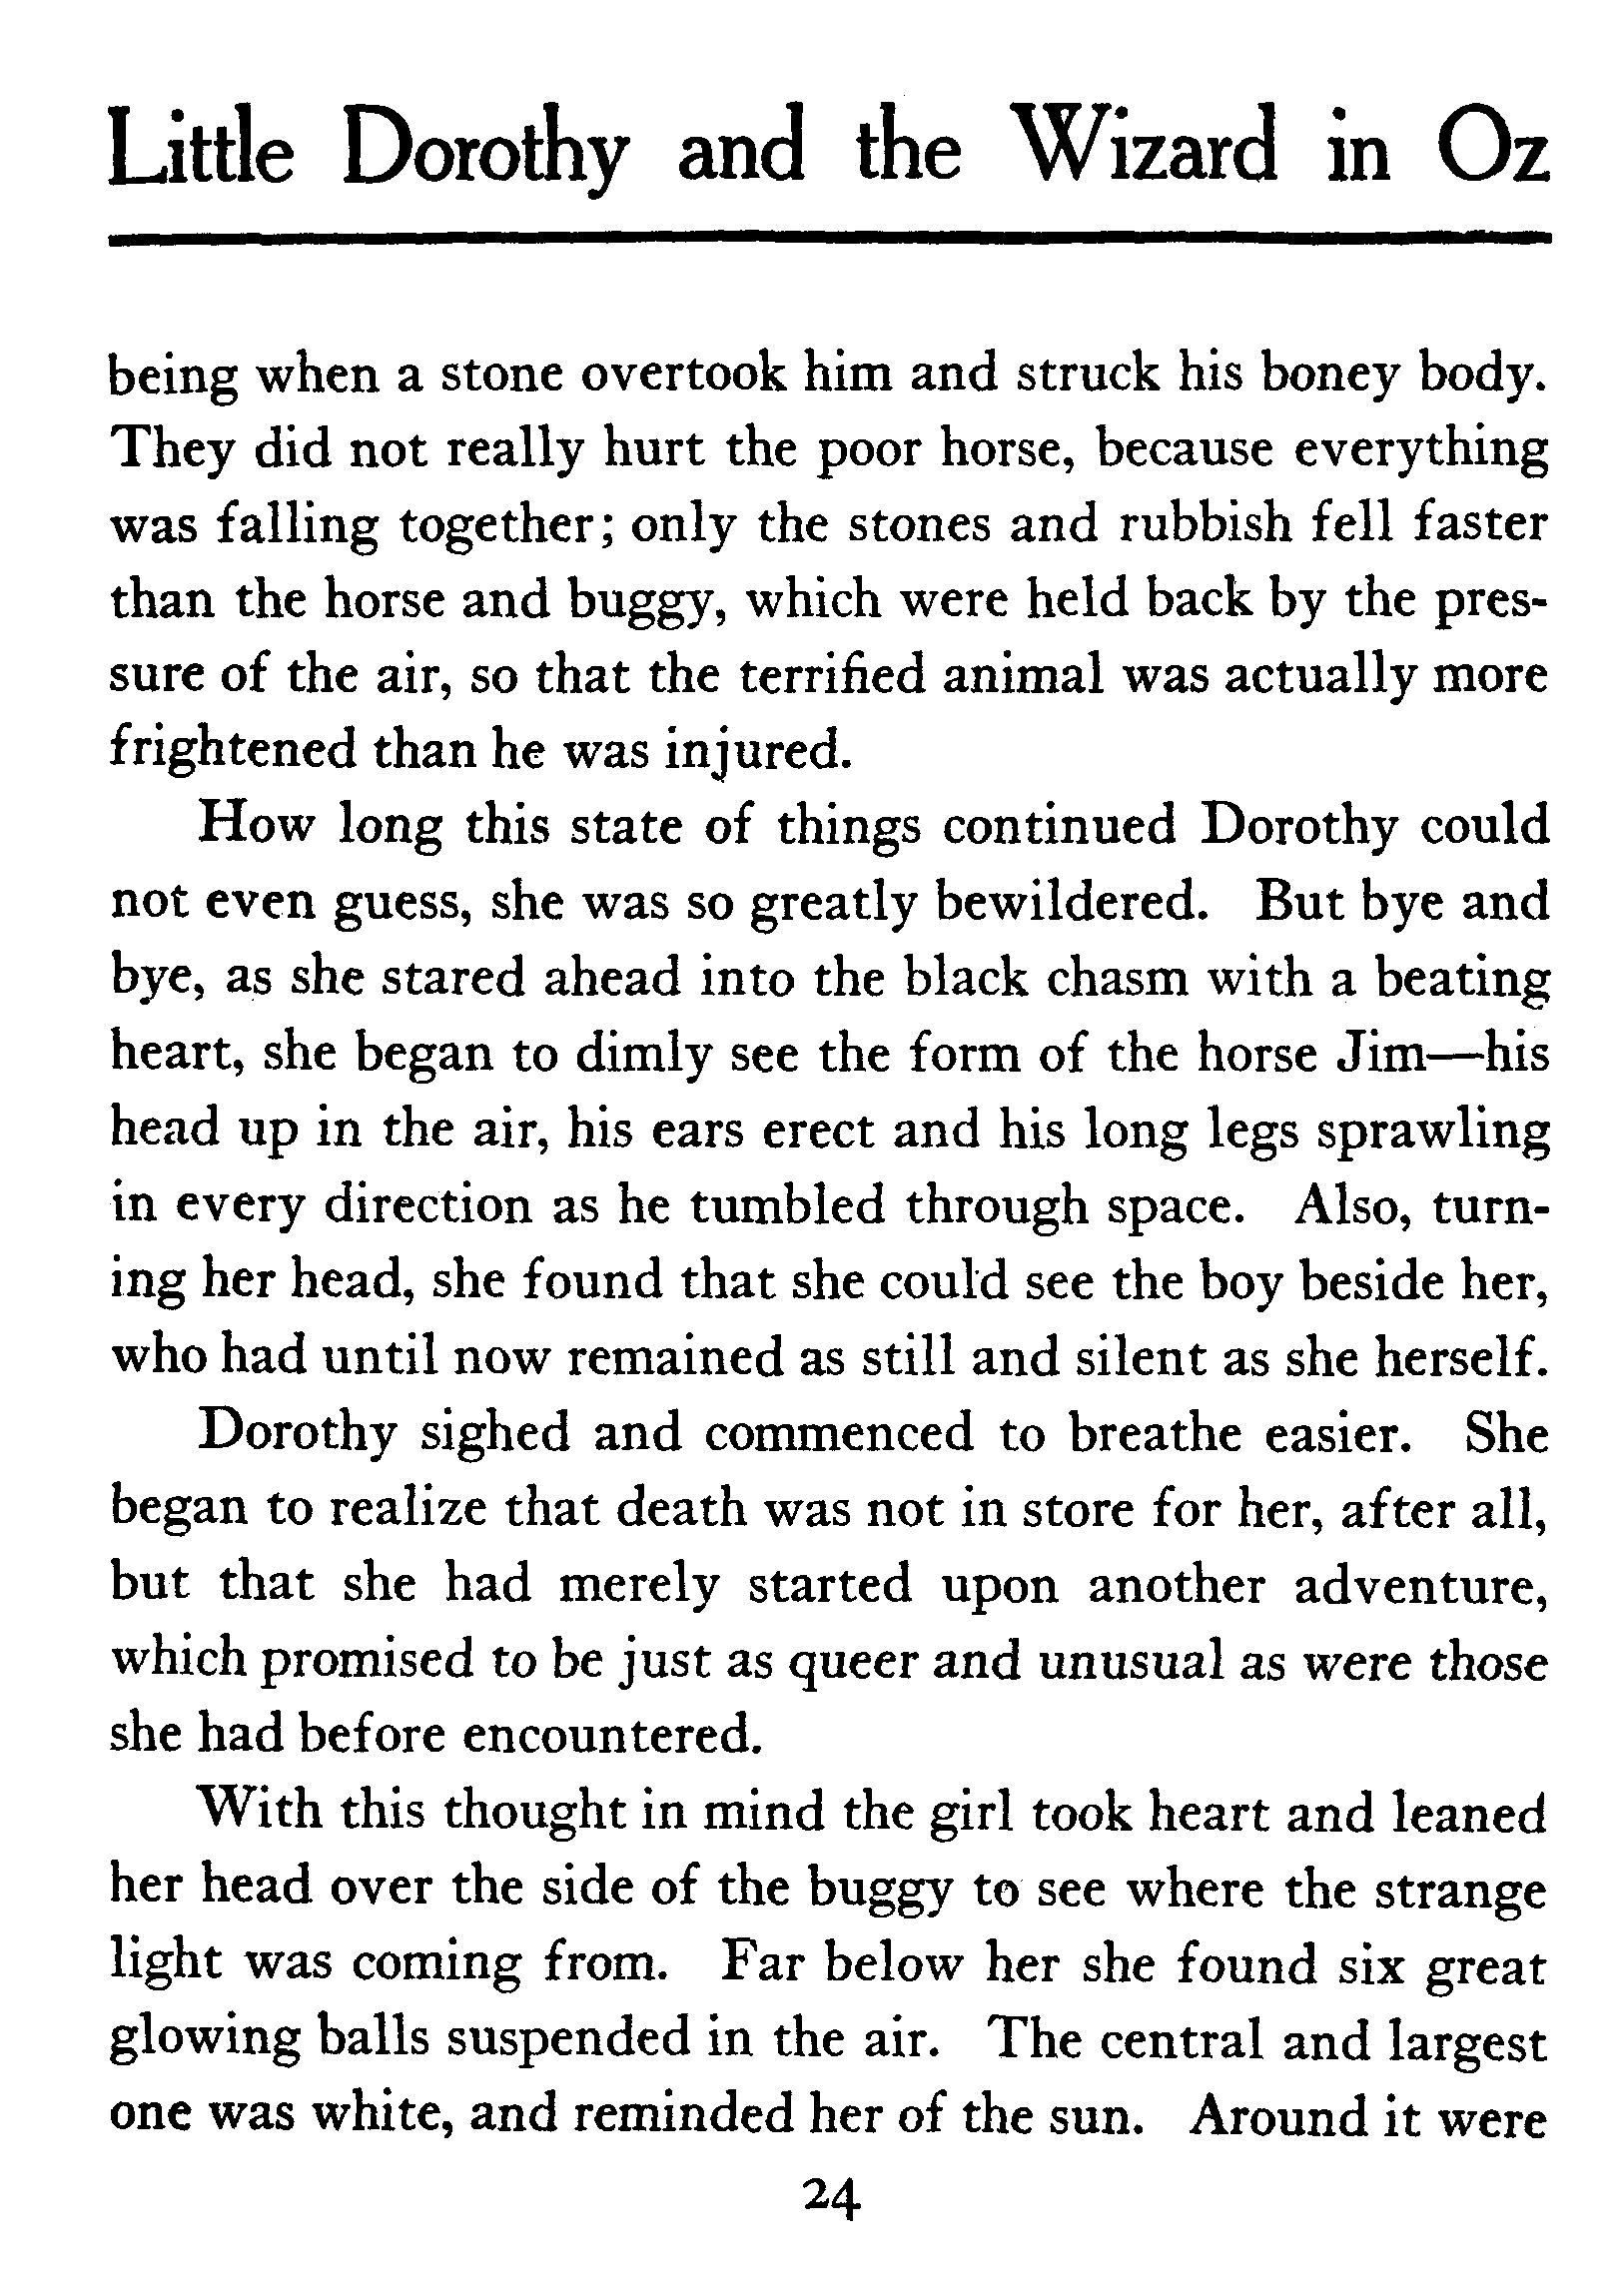 Little Dorothy and the Wizard in Oz
being when a stone overtook him and struck his boney body.
They did not really hurt the poor horse, because everything
was falling together; only the stones and rubbish fell faster
than the horse and buggy, which were held back by the pres-
sure of the air, so that the terrified animal was actually more
frightened than he was injured.
How long this state of things continued Dorothy could
not even guess, she was so greatly bewildered. But bye and
bye, as she stared ahead into the black chasm with a beating
heart, she began to dimly see the form of the horse Jim—his
head up in the air, his ears erect and his long legs sprawling
in every direction as he tumbled through space. Also, turn-
ing her head, she found that she could see the boy beside her,
who had until now remained as still and silent as she herself.
Dorothy sighed and commenced to breathe easier. She
began to realize that death was not in store for her, after all,
but that she had merely started upon another adventure,
which promised to be just as queer and unusual as were those
she had before encountered.
With this thought in mind the girl took heart and leaned
her head over the side of the buggy to see where the strange
light was coming from. Far below her she found six great
glowing balls suspended in the air. The central and largest
one was white, and reminded her of the sun. Around it were
24